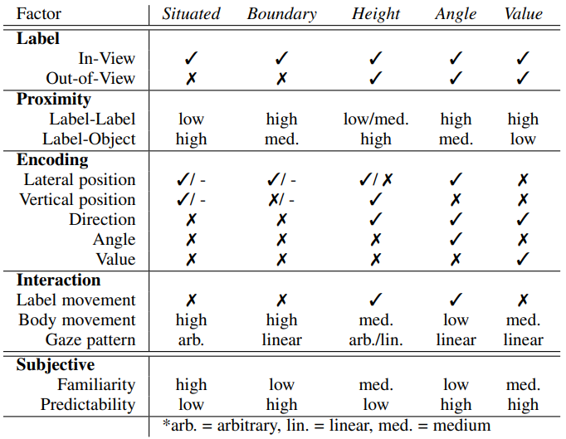 Factor Situated Boundary Height Angle Value
Label
In-View ✓ ✓ ✓ ✓ ✓
Out-of-View ✗ ✗ ✓ ✓ ✓
Proximity
Label-Label low high low/med. high high
Label-Object high med. high med. low
Encoding
Lateral position ✓/ - ✓/ - ✓/✗ ✓ ✗
Vertical position ✓/ - ✗/ - ✓ ✗ ✗
Direction ✗ ✗ ✓ ✓ ✓
Angle ✗ ✗ ✗ ✓ ✗
Value ✗ ✗ ✗ ✗ ✓
Interaction
Label movement ✗ ✗ ✓ ✓ ✗
Body movement high high med. low med.
Gaze pattern arb. linear arb./lin. linear linear
Subjective
Familiarity high low med. low med.
Predictability low high low high high
*arb. = arbitrary, lin. = linear, med. = medium